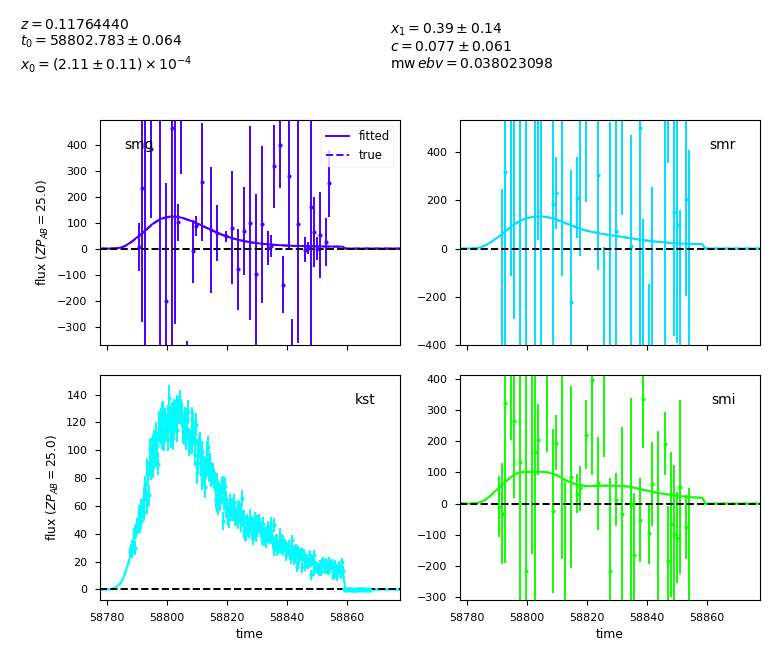 z = 0.11764440
t₀ = 58802.783 ± 0.064
x₀ = (2.11 ± 0.11) × 10⁻⁴
x₁ = 0.39 ± 0.14
c = 0.077 ± 0.061
mw ebv = 0.038023098
smg
fitted
true
400
300
200
100
0
−100
−200
−300
flux (ZP_AB = 25.0)
smr
400
200
0
−200
−400
kst
140
120
100
80
60
40
20
0
flux (ZP_AB = 25.0)
58780 58800 58820 58840 58860
time
smi
400
300
200
100
0
−100
−200
−300
58780 58800 58820 58840 58860
time